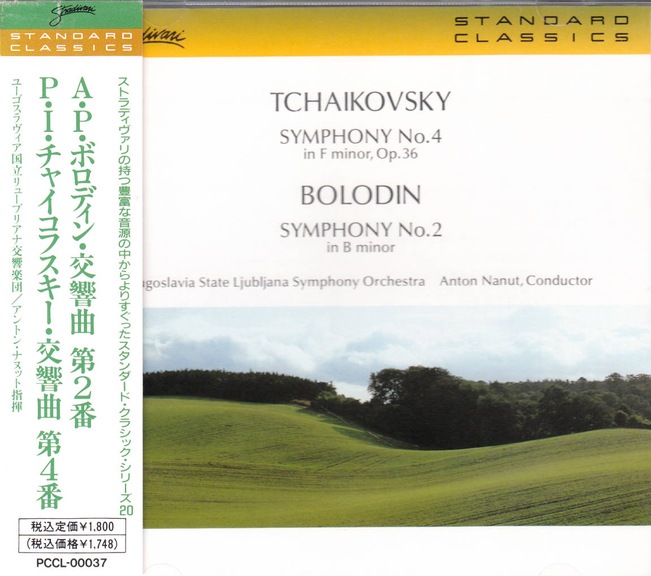 Stradivari
STANDARD
CLASSICS
ストラディヴァリの持つ豊富な音源の中からよりすぐったスタンダード・クラシック・シリーズ20
A・P・ボロディン・交響曲 第2番
P・I・チャイコフスキー・交響曲 第4番
ユーゴスラヴィア国立リュープリアナ交響楽団/アントン・ナヌット指揮
税込定価¥1,800
(税込価格¥1,748)
PCCL-00037
divari
STANDARD
CLASSICS
TCHAIKOVSKY
SYMPHONY No.4
in F minor, Op.36
BOLODIN
SYMPHONY No.2
in B minor
ugoslavia State Ljubljana Symphony Orchestra Anton Nanut, Conductor